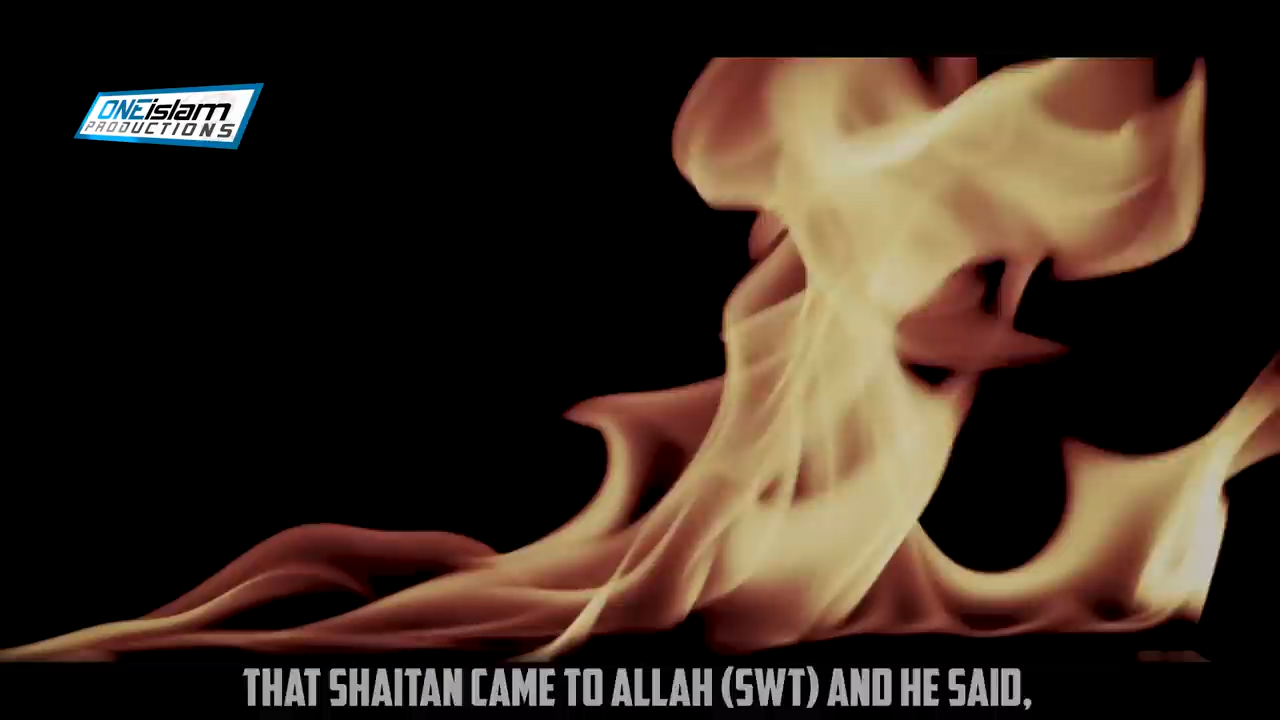 ONEislam
PRODUCTIONS
THAT SHAITAN CAME TO ALLAH (SWT) AND HE SAID,